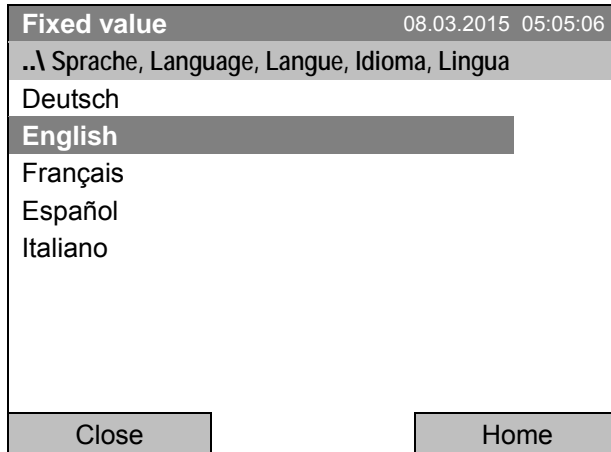 Fixed value 08.03.2015 05:05:06
..\ Sprache, Language, Langue, Idioma, Lingua
Deutsch
English
Français
Español
Italiano
Close Home